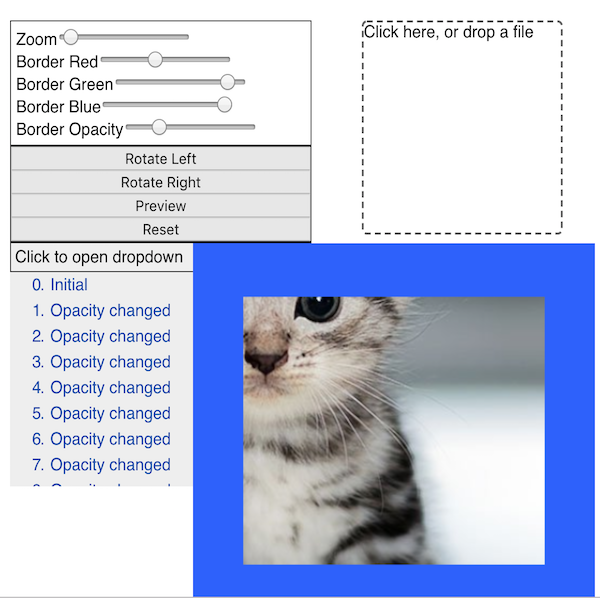 Zoom
Border Red
Border Green
Border Blue
Border Opacity
Rotate Left
Rotate Right
Preview
Reset
Click here, or drop a file
Click to open dropdown
0. Initial
1. Opacity changed
2. Opacity changed
3. Opacity changed
4. Opacity changed
5. Opacity changed
6. Opacity changed
7. Opacity changed